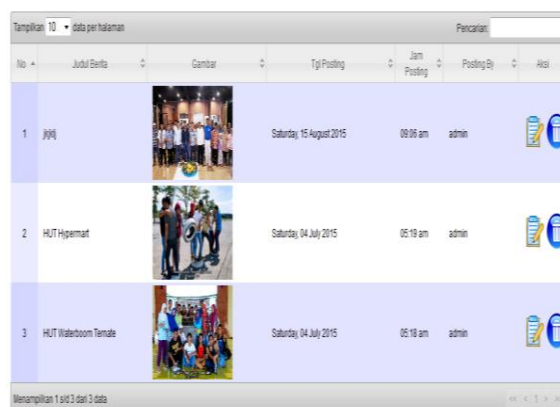 Tampilkan 10 data per halaman Pencarian:
No Judul Berita Gambar Tgl Posting Jam Posting Posting By Aksi
1 jkjkdj Saturday, 15 August 2015 09:06 am admin
2 HUT Hypermart Saturday, 04 July 2015 05:19 am admin
3 HUT Waterboom Ternate Saturday, 04 July 2015 05:18 am admin
Menampilkan 1 s/d 3 dari 3 data << < 1 > >>